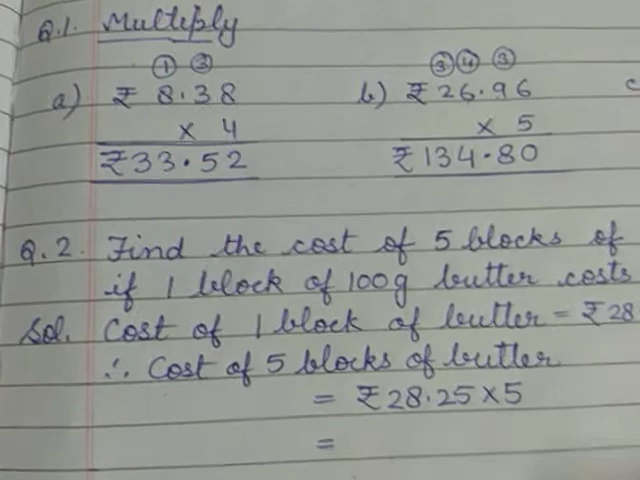 Q.1. Multiply
① ③
a) ₹ 8.38
× 4
₹33.52
③ ④ ③
b) ₹ 26.96
× 5
₹134.80
c
Q.2. Find the cost of 5 blocks of
if 1 block of 100g butter costs
Sol. Cost of 1 block of butter = ₹28
∴ Cost of 5 blocks of butter
= ₹28.25×5
=